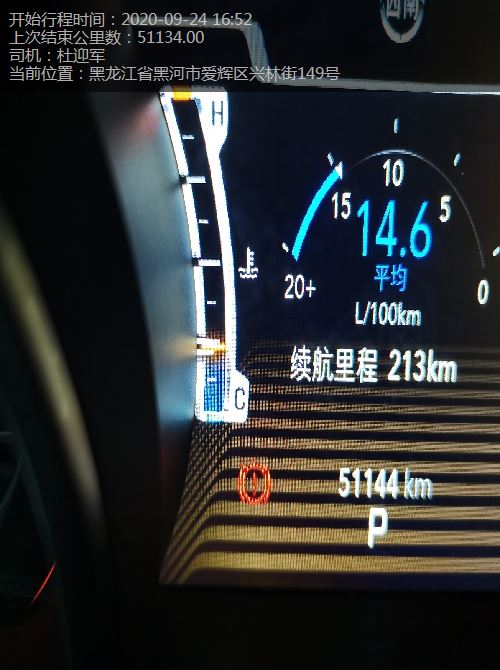 开始行程时间：2020-09-24 16:52
上次结束公里数：51134.00
司机：杜迎军
当前位置：黑龙江省黑河市爱辉区兴林街149号
西南
H
10
15
5
14.6
平均
20+
0
L/100km
续航里程 213km
C
51144 km
P